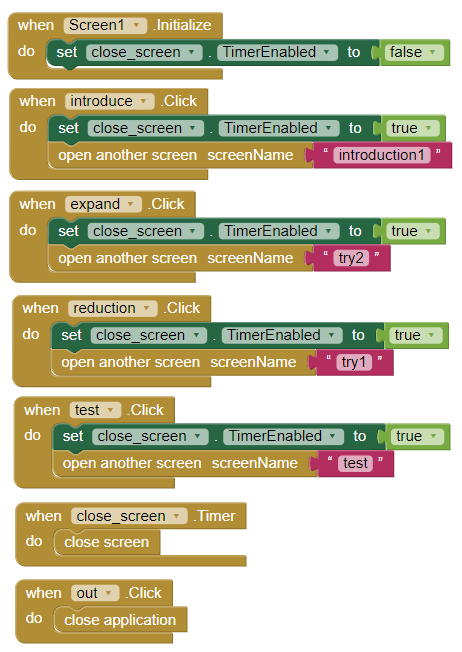 when Screen1 .Initialize
do set close_screen . TimerEnabled to false
when introduce .Click
do set close_screen . TimerEnabled to true
open another screen screenName “ introduction1 ”
when expand .Click
do set close_screen . TimerEnabled to true
open another screen screenName “ try2 ”
when reduction .Click
do set close_screen . TimerEnabled to true
open another screen screenName “ try1 ”
when test .Click
do set close_screen . TimerEnabled to true
open another screen screenName “ test ”
when close_screen .Timer
do close screen
when out .Click
do close application